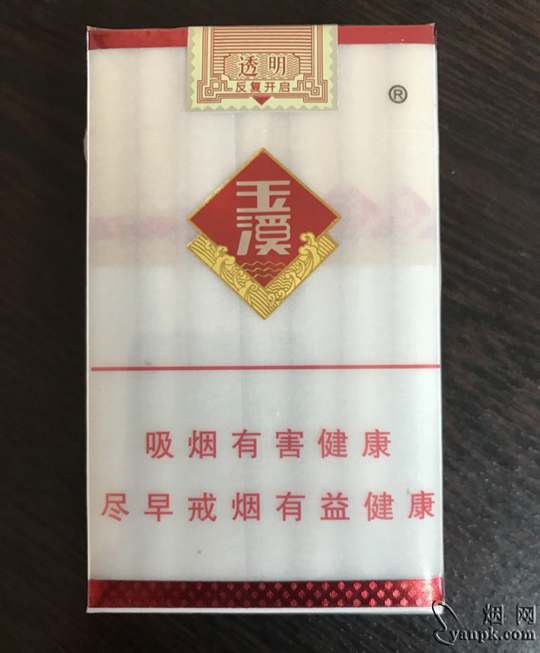 透明
反复开启
®
玉
溪
吸烟有害健康
尽早戒烟有益健康
烟网
yanpk.com